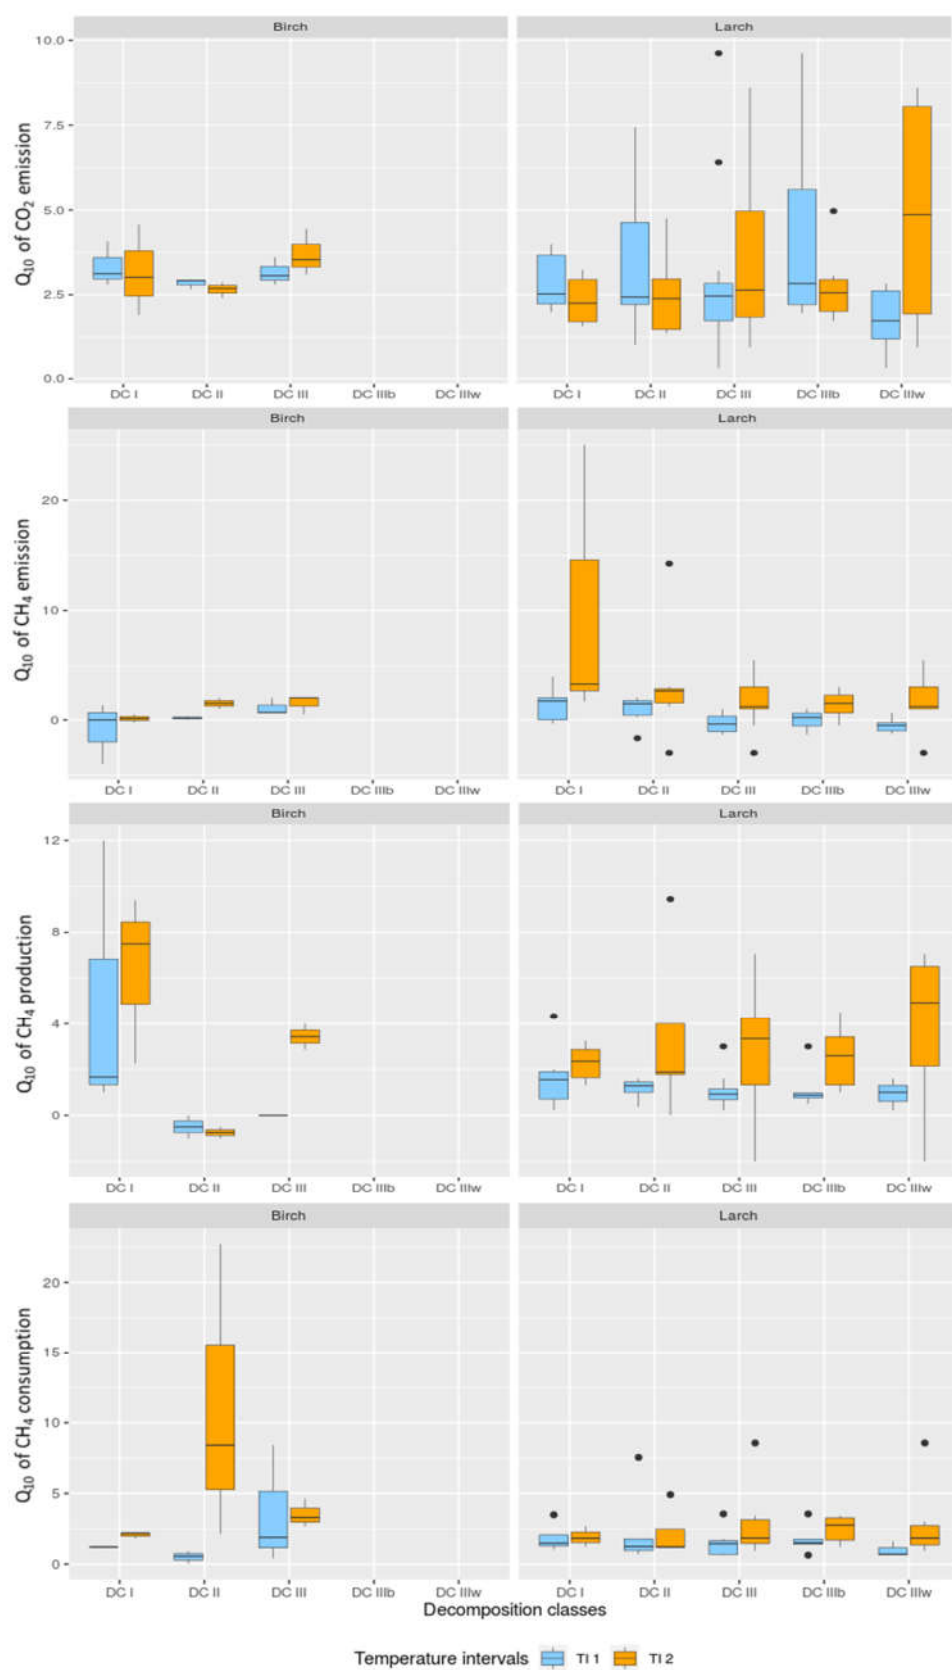 Birch Larch
Q10 of CO2 emission
10.0
7.5
5.0
2.5
0.0
DC I DC II DC III DC IIIb DC IIIw DC I DC II DC III DC IIIb DC IIIw
Birch Larch
Q10 of CH4 emission
20
10
0
DC I DC II DC III DC IIIb DC IIIw DC I DC II DC III DC IIIb DC IIIw
Birch Larch
Q10 of CH4 production
12
8
4
0
DC I DC II DC III DC IIIb DC IIIw DC I DC II DC III DC IIIb DC IIIw
Birch Larch
Q10 of CH4 consumption
20
15
10
5
0
DC I DC II DC III DC IIIb DC IIIw DC I DC II DC III DC IIIb DC IIIw
Decomposition classes
Temperature intervals TI 1 TI 2